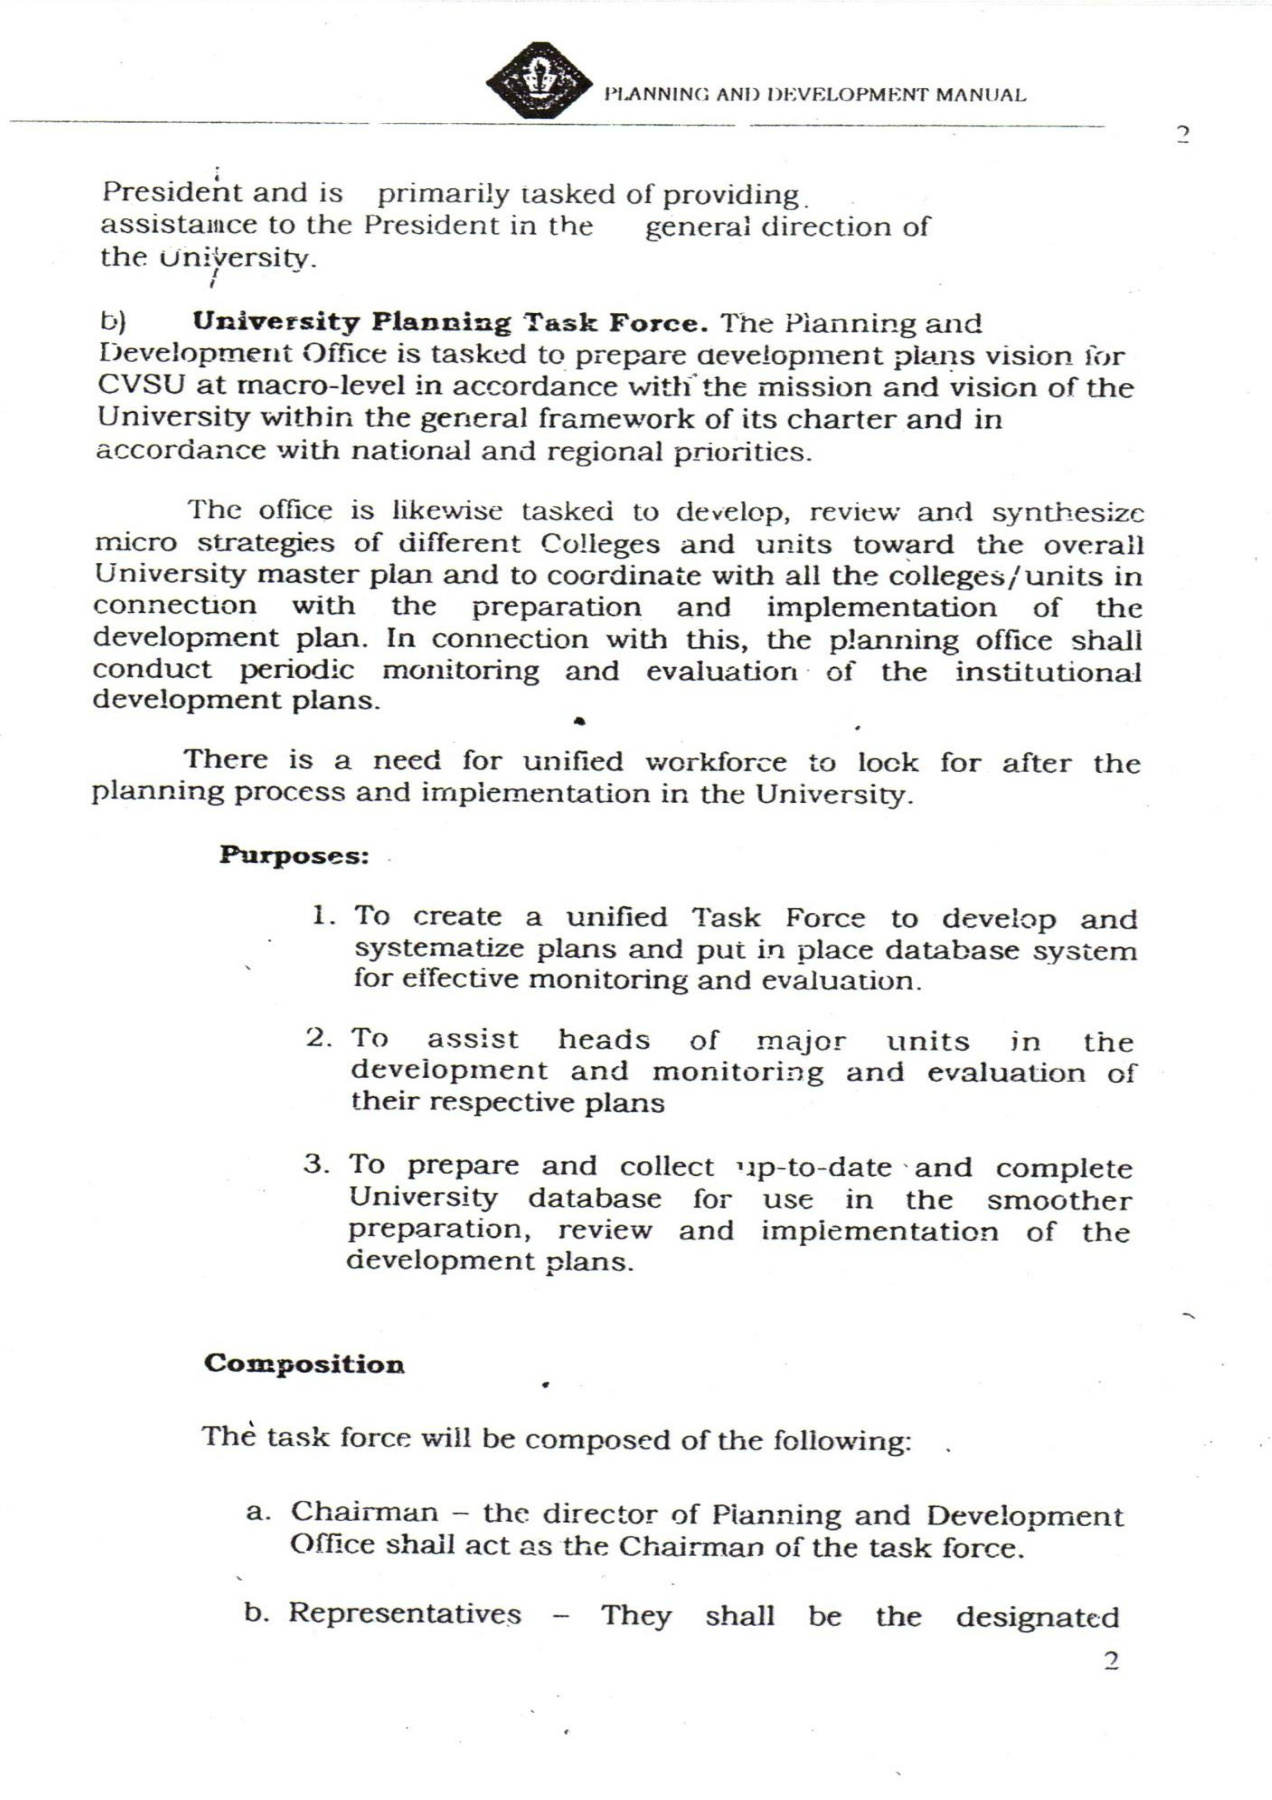 PLANNING AND DEVELOPMENT MANUAL
2
President and is primarily tasked of providing
assistance to the President in the general direction of
the University.
b) University Planning Task Force. The Planning and
Development Office is tasked to prepare development plans vision for
CVSU at macro-level in accordance with the mission and vision of the
University within the general framework of its charter and in
accordance with national and regional priorities.
The office is likewise tasked to develop, review and synthesize
micro strategies of different Colleges and units toward the overall
University master plan and to coordinate with all the colleges/units in
connection with the preparation and implementation of the
development plan. In connection with this, the planning office shall
conduct periodic monitoring and evaluation of the institutional
development plans.
There is a need for unified workforce to look for after the
planning process and implementation in the University.
Purposes:
1. To create a unified Task Force to develop and
systematize plans and put in place database system
for effective monitoring and evaluation.
2. To assist heads of major units in the
development and monitoring and evaluation of
their respective plans
3. To prepare and collect up-to-date and complete
University database for use in the smoother
preparation, review and implementation of the
development plans.
Composition
The task force will be composed of the following:
a. Chairman – the director of Planning and Development
Office shall act as the Chairman of the task force.
b. Representatives – They shall be the designated
2